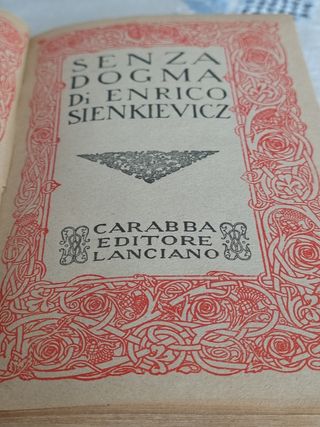 SENZA
DOGMA
Di ENRICO
SIENKIEVICZ
CARABBA
EDITORE
LANCIANO